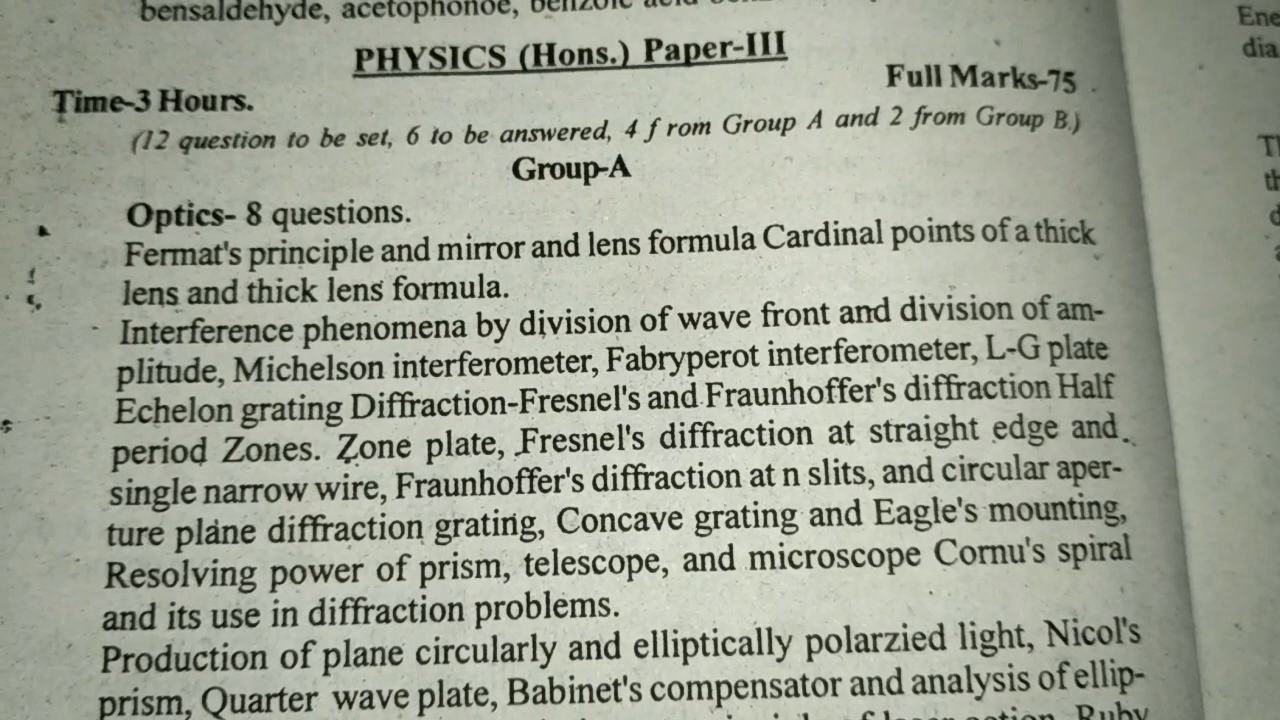 bensaldehyde, acetophonoe, benzoic acid
PHYSICS (Hons.) Paper-III
Time-3 Hours.
Full Marks-75
(12 question to be set, 6 to be answered, 4 f rom Group A and 2 from Group B.)
Group-A
Optics- 8 questions.
Fermat's principle and mirror and lens formula Cardinal points of a thick
lens and thick lens formula.
Interference phenomena by division of wave front and division of am-
plitude, Michelson interferometer, Fabryperot interferometer, L-G plate
Echelon grating Diffraction-Fresnel's and Fraunhoffer's diffraction Half
period Zones. Zone plate, Fresnel's diffraction at straight edge and
single narrow wire, Fraunhoffer's diffraction at n slits, and circular aper-
ture plane diffraction grating, Concave grating and Eagle's mounting,
Resolving power of prism, telescope, and microscope Cornu's spiral
and its use in diffraction problems.
Production of plane circularly and elliptically polarzied light, Nicol's
prism, Quarter wave plate, Babinet's compensator and analysis of ellip-
Ruby
Ene
dia